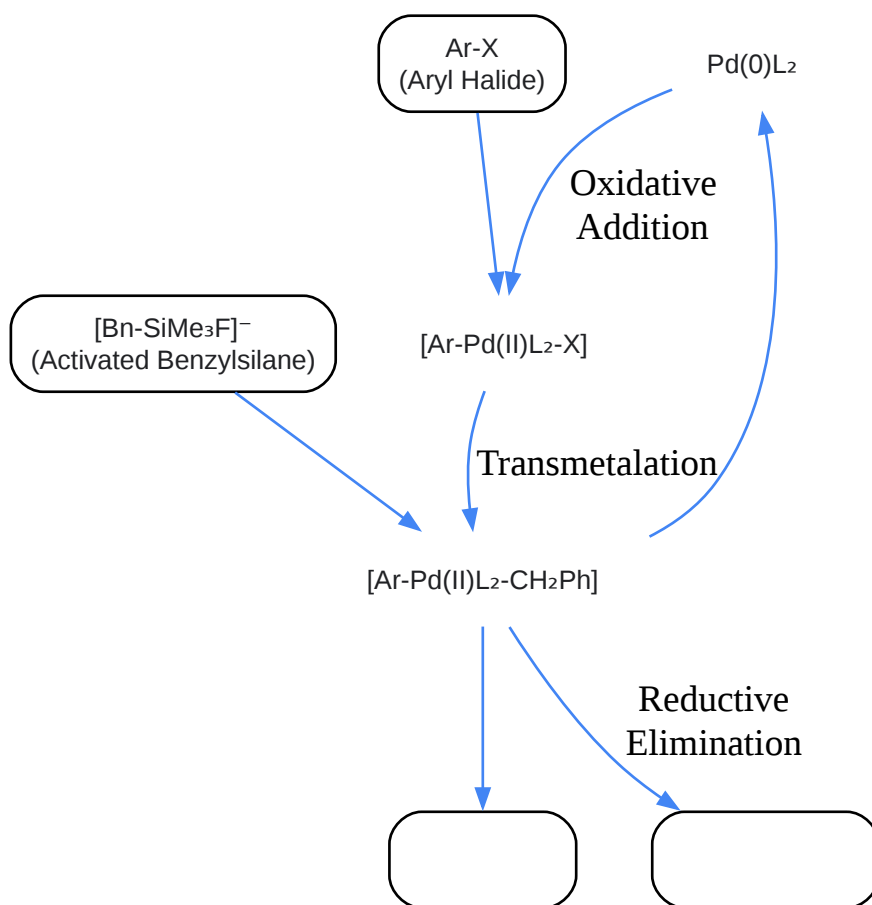 Ar-X
(Aryl Halide)
Pd(0)L₂
Oxidative
Addition
[Bn-SiMe₃F]⁻
(Activated Benzylsilane)
[Ar-Pd(II)L₂-X]
Transmetalation
[Ar-Pd(II)L₂-CH₂Ph]
Reductive
Elimination